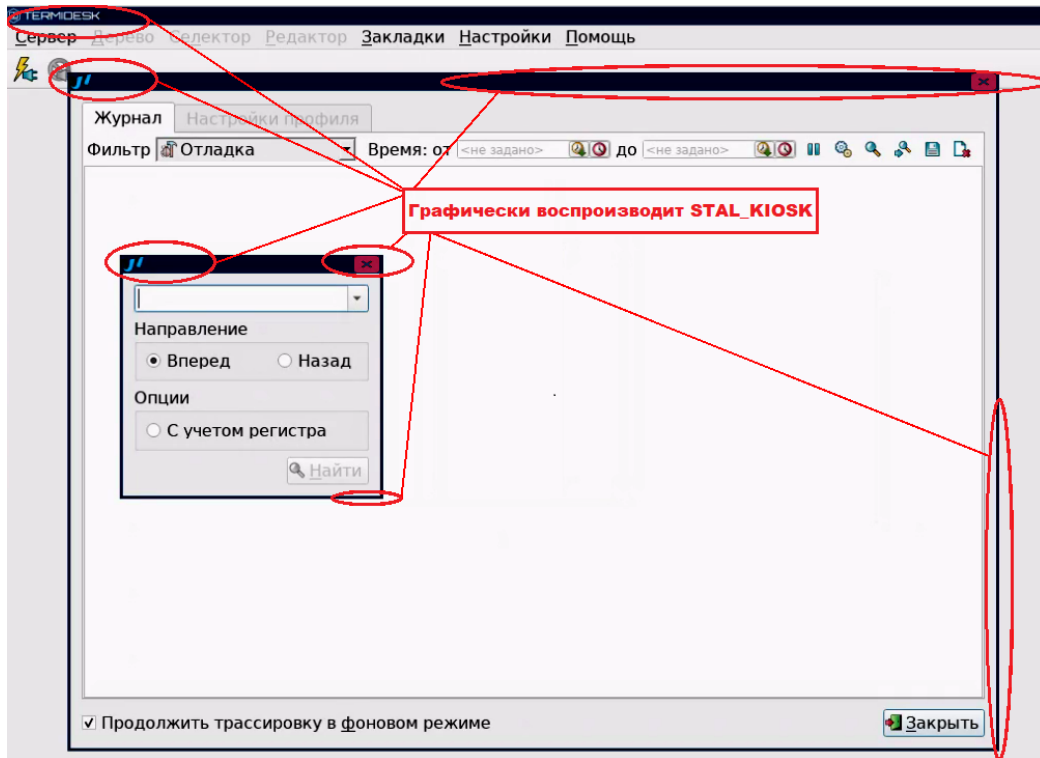 TERMIDESK
Сервер Дерево Селектор Редактор Закладки Настройки Помощь
Журнал Настройки профиля
Фильтр Отладка Время: от <не задано> до <не задано>
Графически воспроизводит STAL_KIOSK
Направление
Вперед Назад
Опции
С учетом регистра
Найти
Продолжить трассировку в фоновом режиме
Закрыть